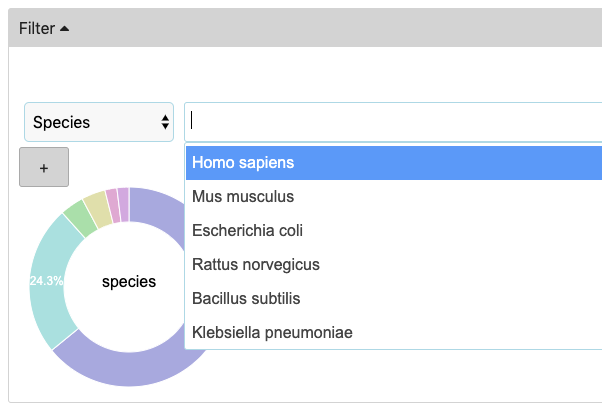 Filter
Species
Homo sapiens
+
Mus musculus
Escherichia coli
Rattus norvegicus
Bacillus subtilis
Klebsiella pneumoniae
24.3%
species